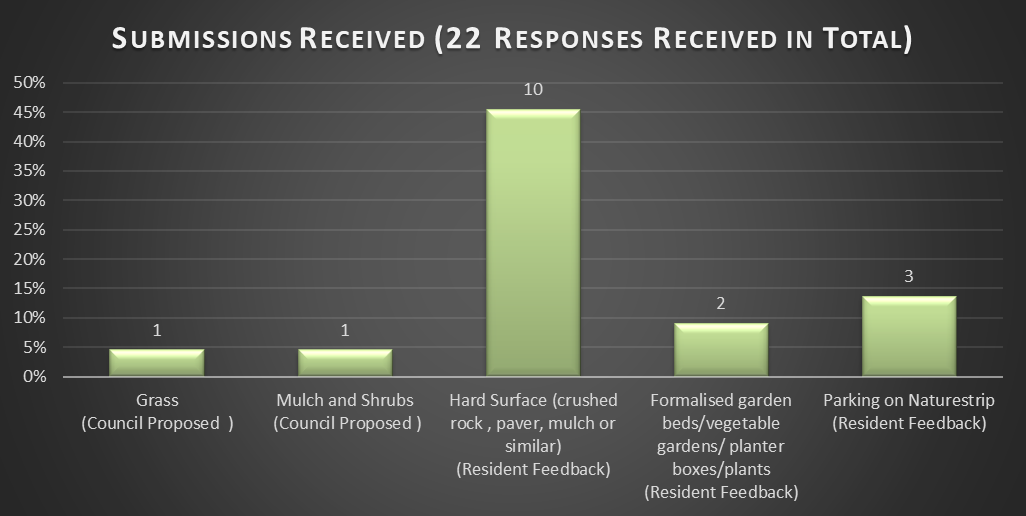 SUBMISSIONS RECEIVED (22 RESPONSES RECEIVED IN TOTAL)
50%
45%
40%
35%
30%
25%
20%
15%
10%
5%
0%
1
1
10
2
3
Grass
(Council Proposed  )
Mulch and Shrubs
(Council Proposed )
Hard Surface (crushed
rock , paver, mulch or
similar)
(Resident Feedback)
Formalised garden
beds/vegetable
gardens/ planter
boxes/plants
(Resident Feedback)
Parking on Naturestrip
(Resident Feedback)